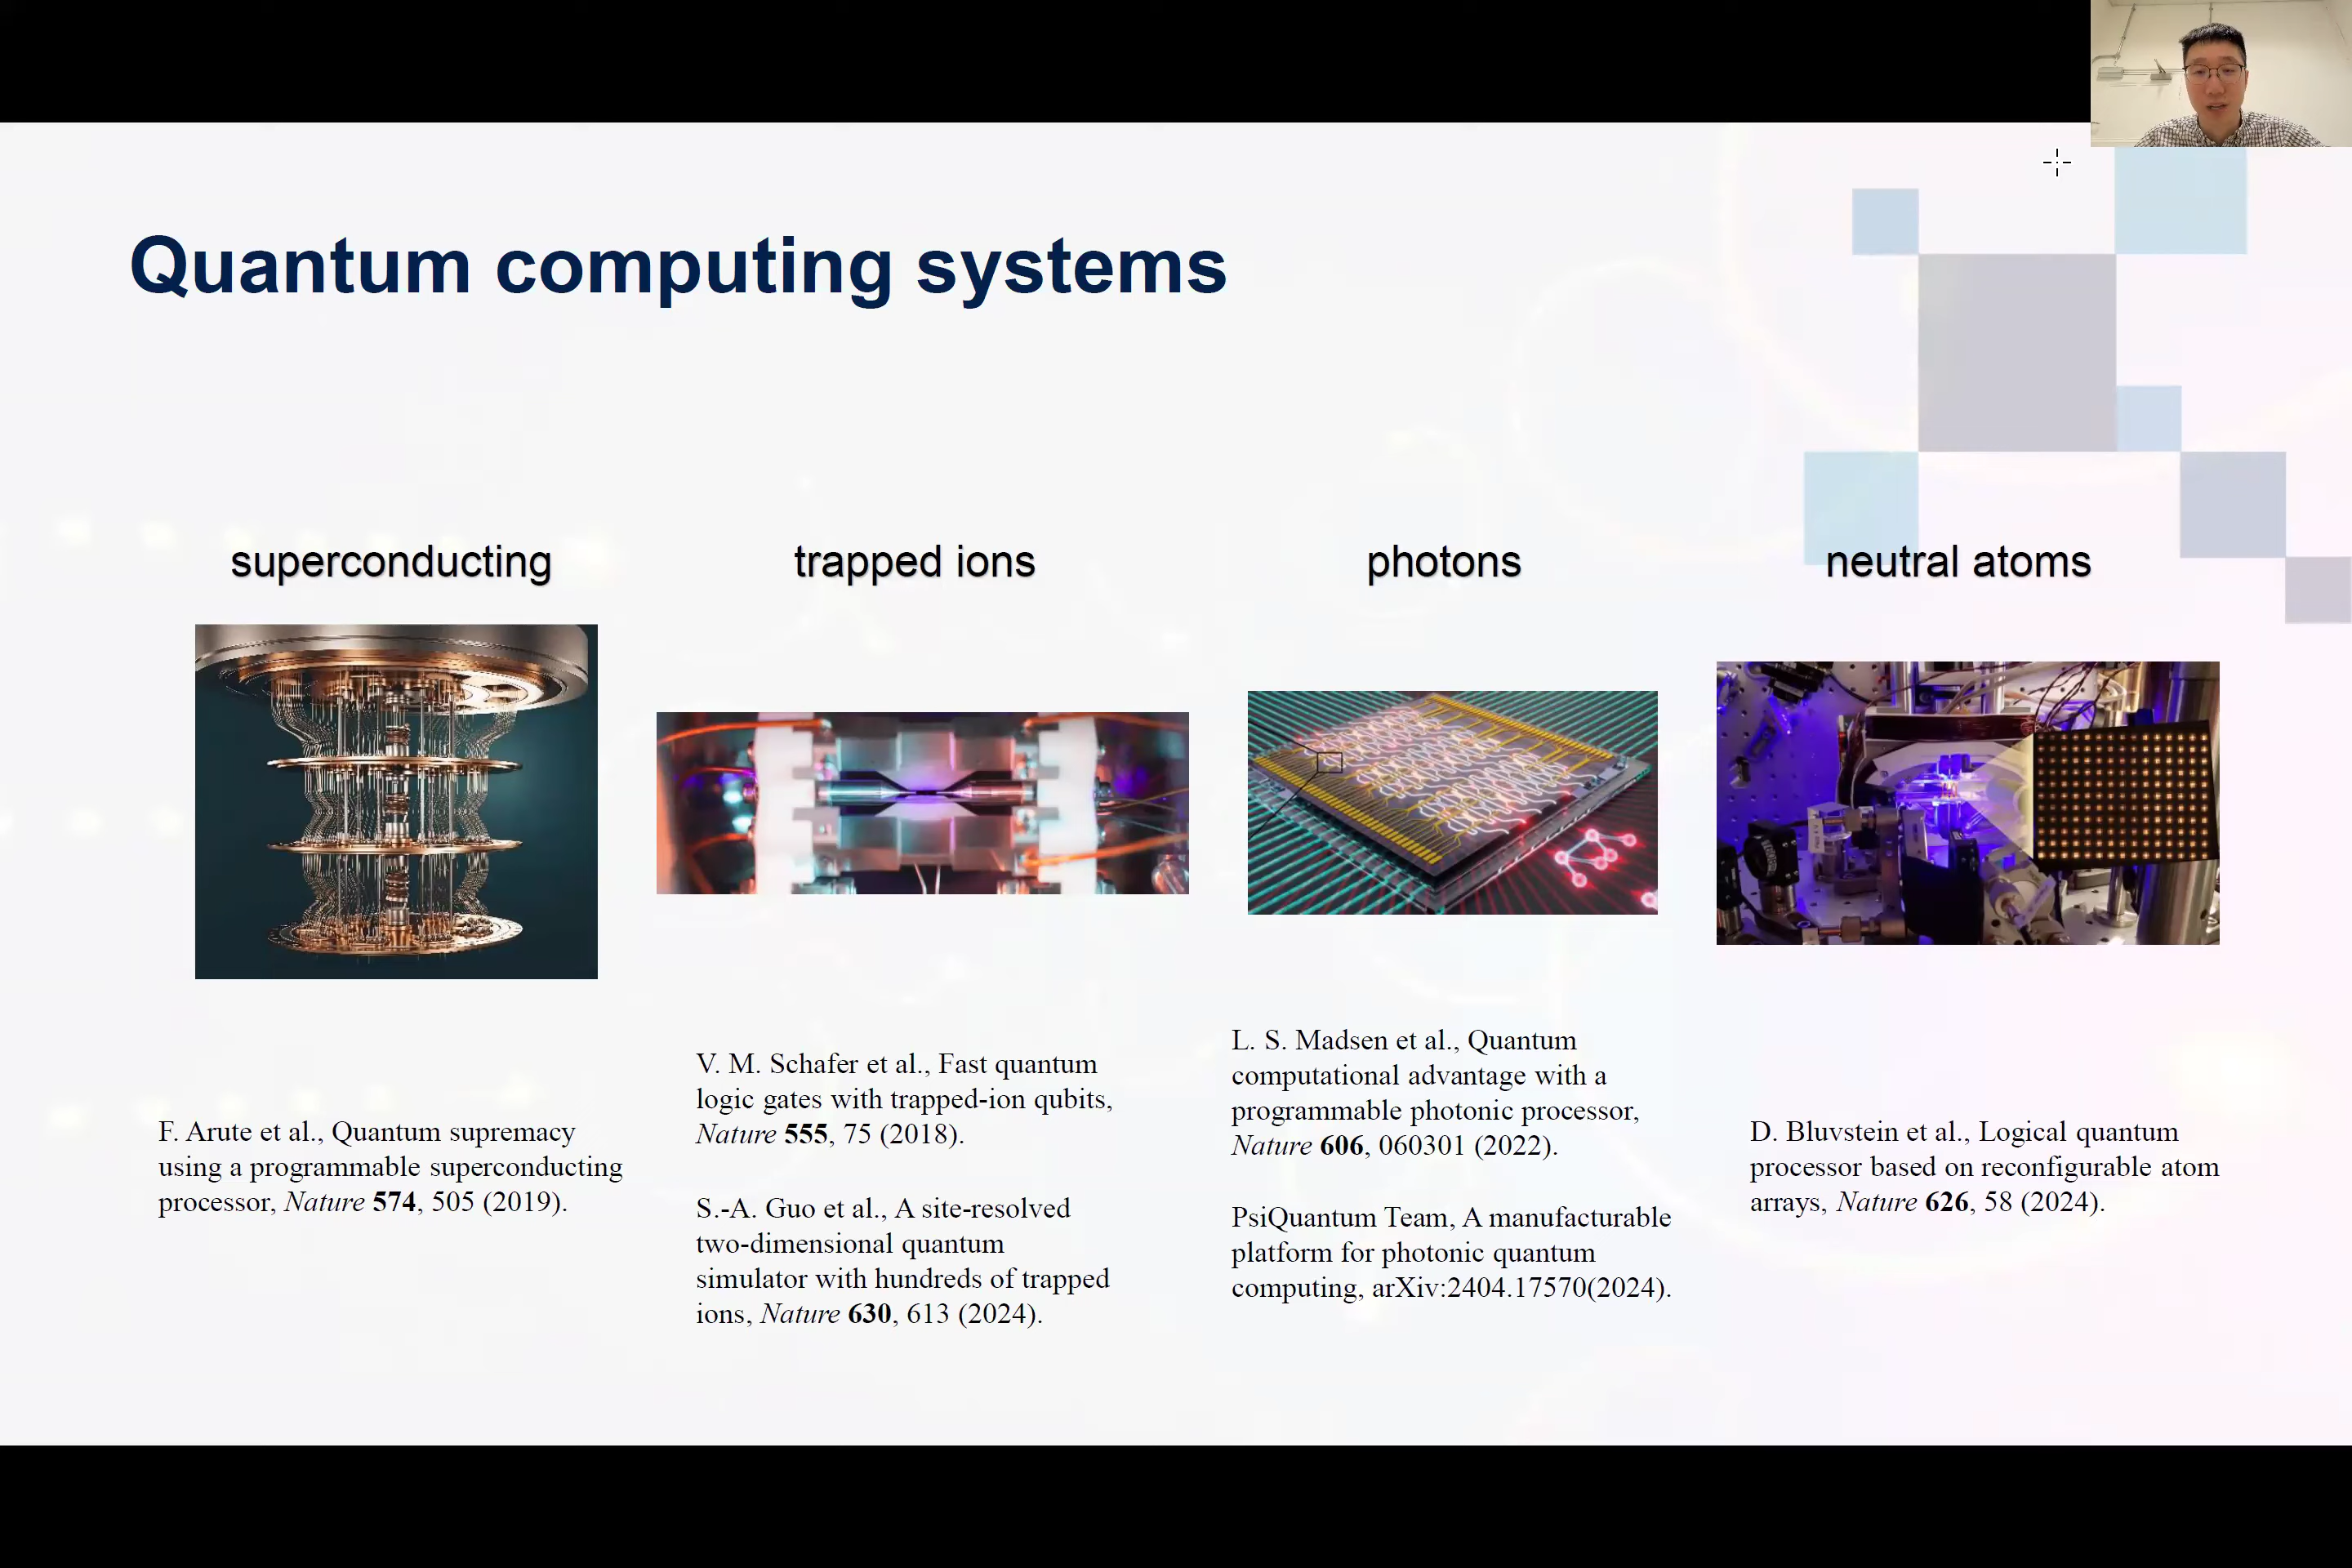 Quantum computing systems
superconducting
trapped ions
photons
neutral atoms
F. Arute et al., Quantum supremacy
using a programmable superconducting
processor, Nature 574, 505 (2019).
V. M. Schafer et al., Fast quantum
logic gates with trapped-ion qubits,
Nature 555, 75 (2018).
S.-A. Guo et al., A site-resolved
two-dimensional quantum
simulator with hundreds of trapped
ions, Nature 630, 613 (2024).
L. S. Madsen et al., Quantum
computational advantage with a
programmable photonic processor,
Nature 606, 060301 (2022).
PsiQuantum Team, A manufacturable
platform for photonic quantum
computing, arXiv:2404.17570(2024).
D. Bluvstein et al., Logical quantum
processor based on reconfigurable atom
arrays, Nature 626, 58 (2024).